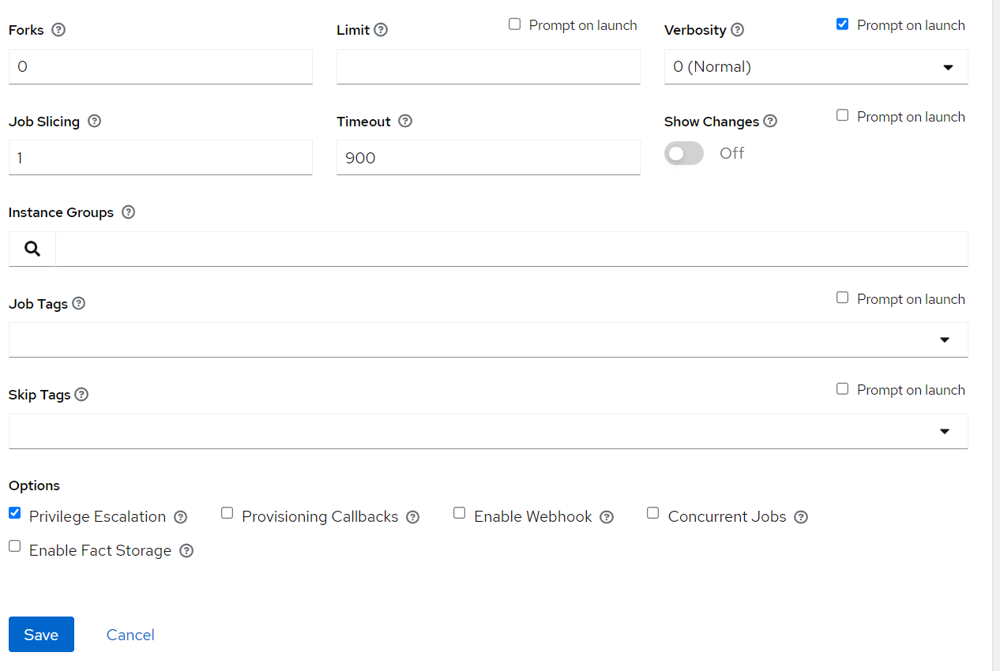 Forks
Limit Prompt on launch
Verbosity Prompt on launch
0
0 (Normal)
Job Slicing
Timeout
Show Changes Prompt on launch
1
900
Off
Instance Groups
Job Tags Prompt on launch
Skip Tags Prompt on launch
Options
Privilege Escalation Provisioning Callbacks Enable Webhook Concurrent Jobs
Enable Fact Storage
Save Cancel